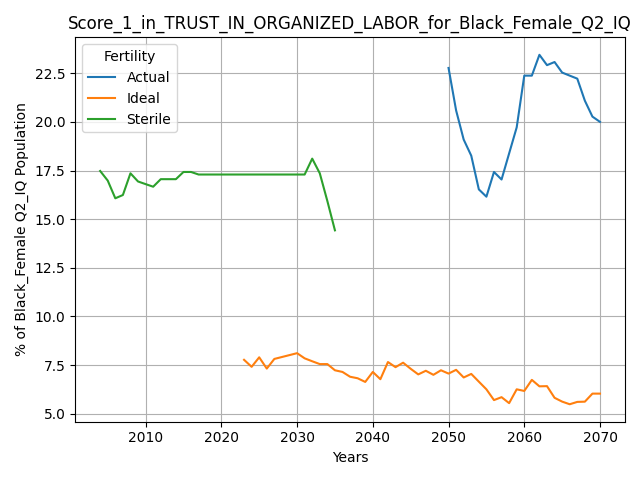 Score_1_in_TRUST_IN_ORGANIZED_LABOR_for_Black_Female_Q2_IQ
Fertility
Actual
Ideal
Sterile
% of Black_Female Q2_IQ Population
22.5
20.0
17.5
15.0
12.5
10.0
7.5
5.0
2010
2020
2030
2040
2050
2060
2070
Years